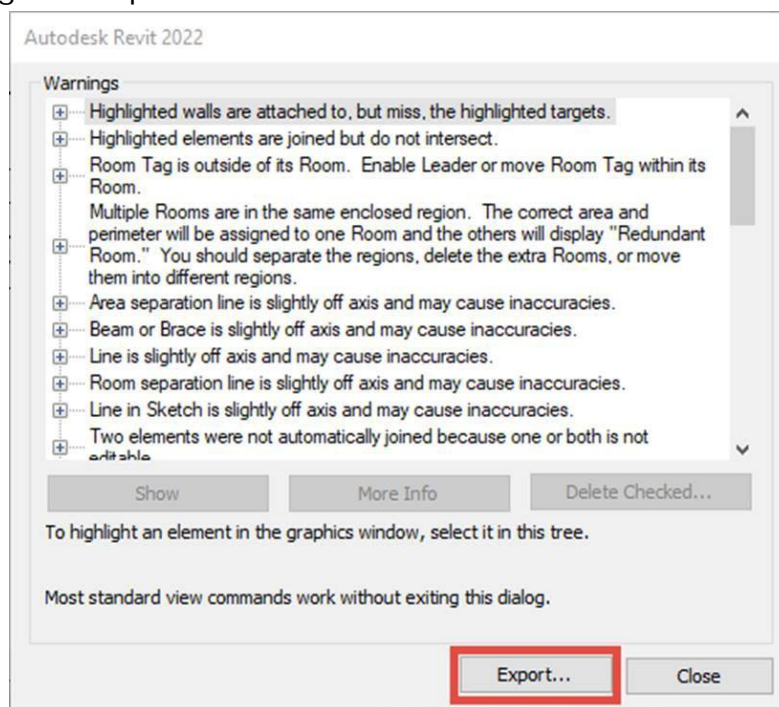 Autodesk Revit 2022
Warnings
Highlighted walls are attached to, but miss, the highlighted targets.
Highlighted elements are joined but do not intersect.
Room Tag is outside of its Room. Enable Leader or move Room Tag within its
Room.
Multiple Rooms are in the same enclosed region. The correct area and
perimeter will be assigned to one Room and the others will display "Redundant
Room." You should separate the regions, delete the extra Rooms, or move
them into different regions.
Area separation line is slightly off axis and may cause inaccuracies.
Beam or Brace is slightly off axis and may cause inaccuracies.
Line is slightly off axis and may cause inaccuracies.
Room separation line is slightly off axis and may cause inaccuracies.
Line in Sketch is slightly off axis and may cause inaccuracies.
Two elements were not automatically joined because one or both is not
editable
Show More Info Delete Checked...
To highlight an element in the graphics window, select it in this tree.
Most standard view commands work without exiting this dialog.
Export... Close